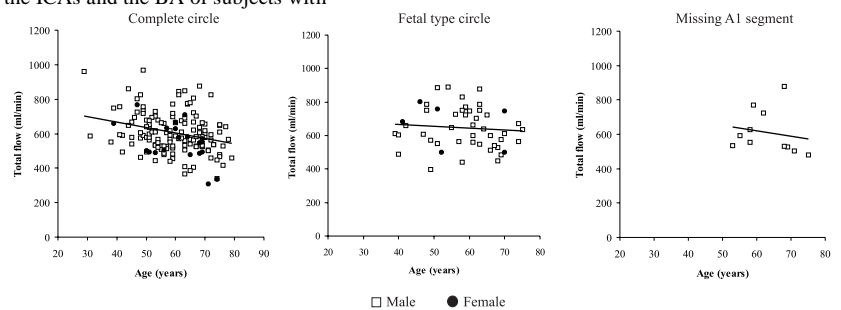 the ICAs and the BA of subjects with
Complete circle Fetal type circle Missing A1 segment
1200 1200 1200
1000 1000 1000
800 800 800
600 600 600
400 400 400
200 200 200
0 0 0
Total flow (ml/min) Total flow (ml/min) Total flow (ml/min)
20 30 40 50 60 70 80 90 20 30 40 50 60 70 80 20 30 40 50 60 70 80
Age (years) Age (years) Age (years)
Male Female